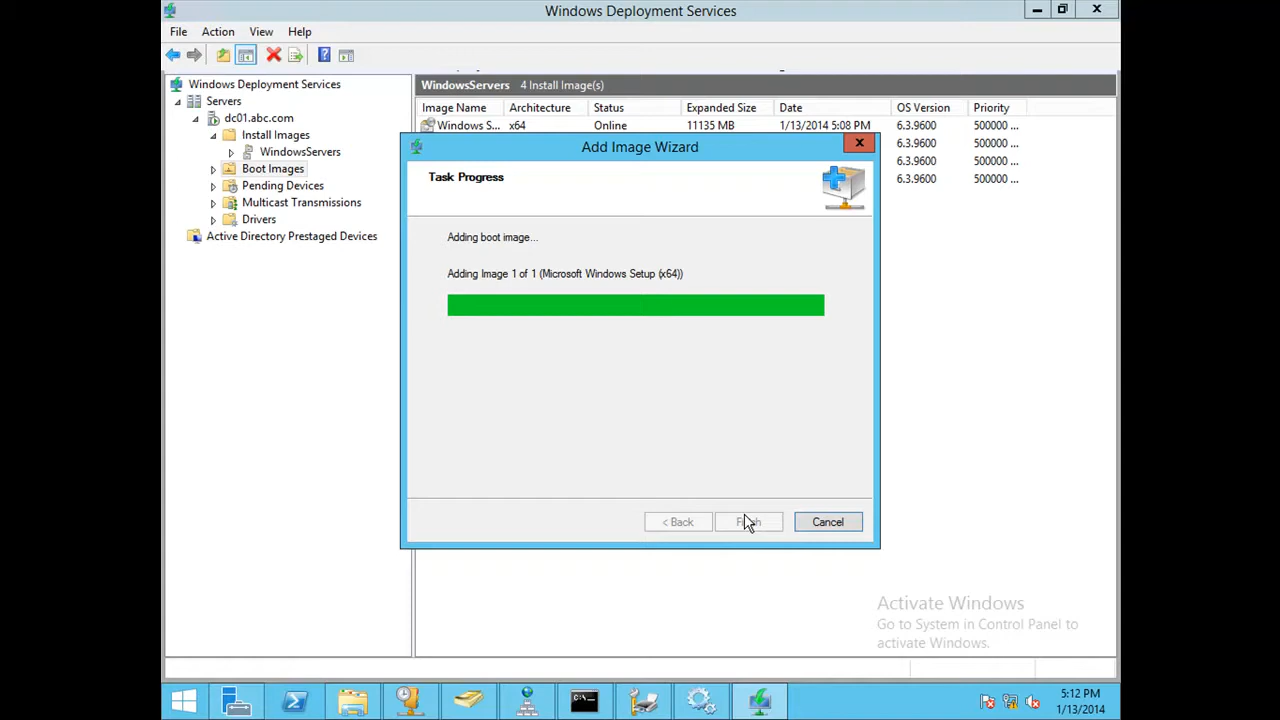 Windows Deployment Services
File Action View Help
Windows Deployment Services
Servers
dc01.abc.com
Install Images
WindowsServers
Boot Images
Pending Devices
Multicast Transmissions
Drivers
Active Directory Prestaged Devices
WindowsServers 4 Install Image(s)
Image Name Architecture Status Expanded Size Date OS Version Priority
Windows S... x64 Online 11135 MB 1/13/2014 5:08 PM 6.3.9600 500000 ...
6.3.9600 500000 ...
6.3.9600 500000 ...
6.3.9600 500000 ...
Add Image Wizard
Task Progress
Adding boot image...
Adding Image 1 of 1 (Microsoft Windows Setup (x64))
< Back Finish Cancel
Activate Windows
Go to System in Control Panel to
activate Windows.
5:12 PM
1/13/2014